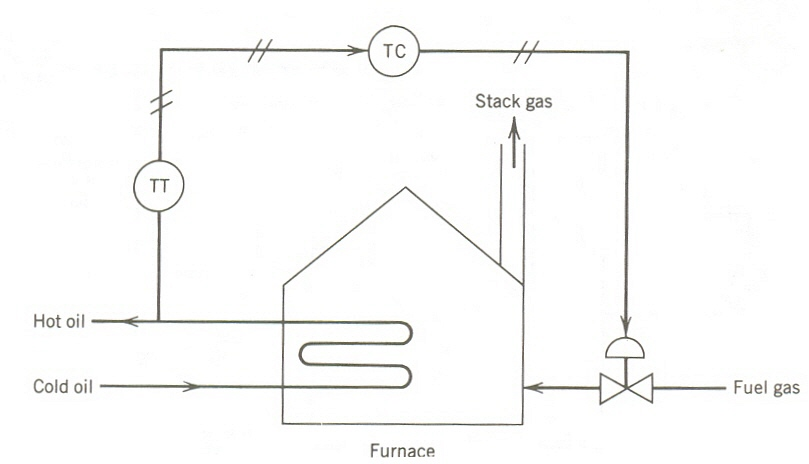 TC
Stack gas
TT
Hot oil
Cold oil
Fuel gas
Furnace